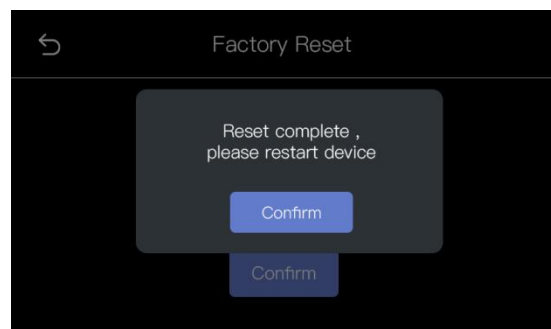 Factory Reset
Reset complete ,
please restart device
Confirm
Confirm